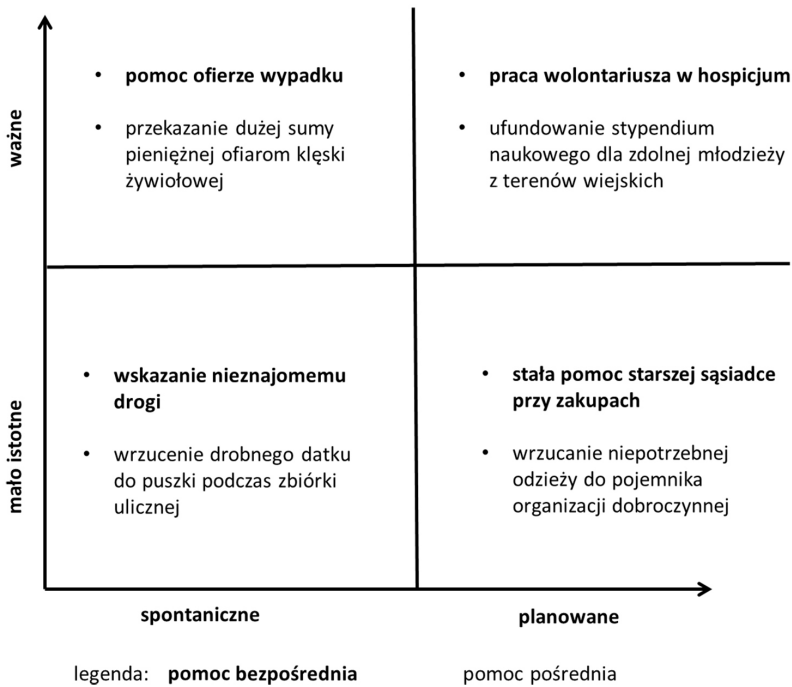 ważne
• pomoc ofierze wypadku
• przekazanie dużej sumy
pieniężnej ofiarom klęski
żywiołowej
• praca wolontariusza w hospicjum
• ufundowanie stypendium
naukowego dla zdolnej młodzieży
z terenów wiejskich
mało istotne
• wskazanie nieznajomemu
drogi
• wrzucenie drobnego datku
do puszki podczas zbiórki
ulicznej
• stała pomoc starszej sąsiadce
przy zakupach
• wrzucanie niepotrzebnej
odzieży do pojemnika
organizacji dobroczynnej
spontaniczne
planowane
legenda: pomoc bezpośrednia
pomoc pośrednia